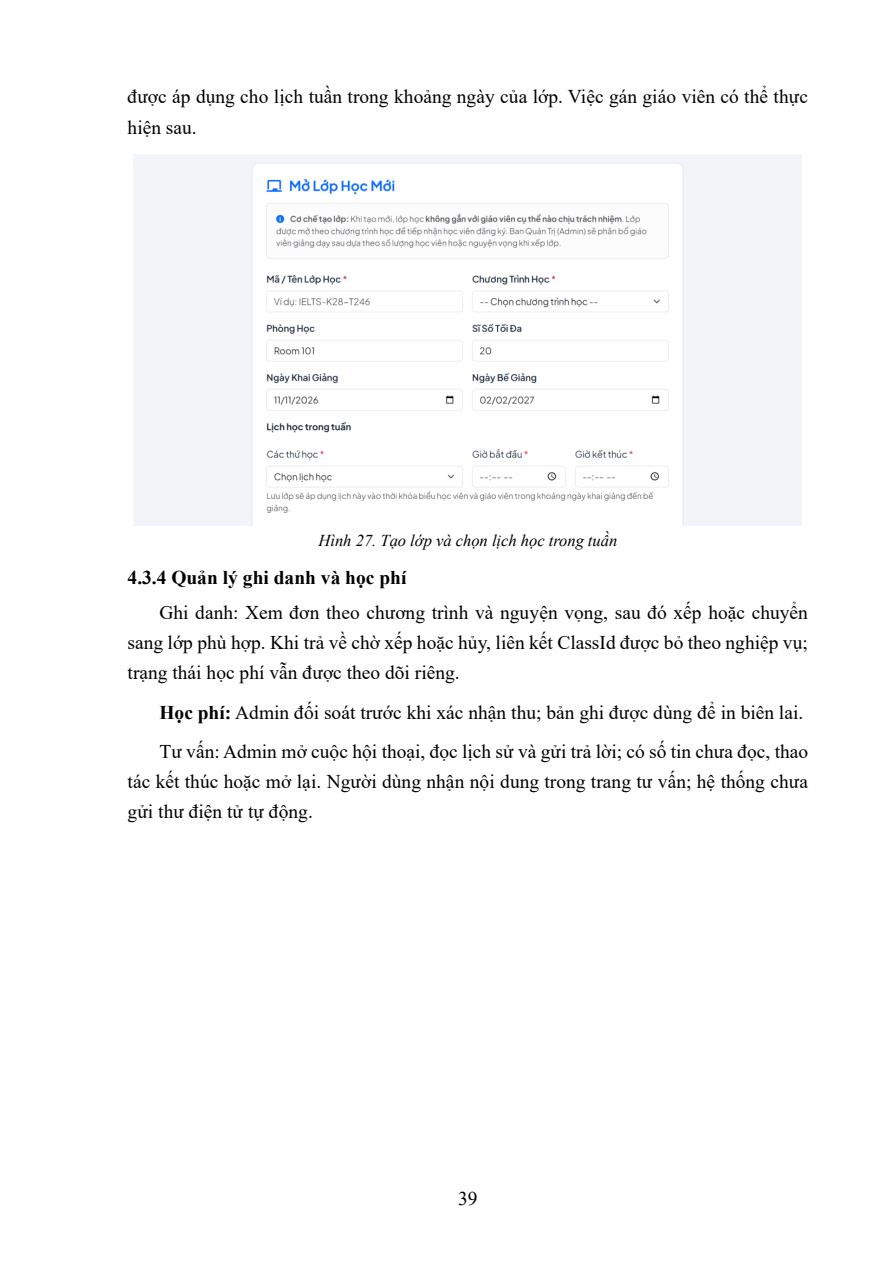 được áp dụng cho lịch tuần trong khoảng ngày của lớp. Việc gán giáo viên có thể thực
hiện sau.
Mở Lớp Học Mới
Cơ chế tạo lớp: Khi tạo mới, lớp học không gắn với giáo viên cụ thể nào chịu trách nhiệm. Lớp
được mở theo chương trình học để tiếp nhận học viên đăng ký. Ban Quản Trị (Admin) sẽ phân bổ giáo
viên giảng dạy sau dựa theo số lượng học viên hoặc nguyện vọng khi xếp lớp.
Mã / Tên Lớp Học * Chương Trình Học *
Ví dụ: IELTS-K28-T246 -- Chọn chương trình học --
Phòng Học Sĩ Số Tối Đa
Room 101 20
Ngày Khai Giảng Ngày Bế Giảng
11/11/2026 02/02/2027
Lịch học trong tuần
Các thứ học * Giờ bắt đầu * Giờ kết thúc *
Chọn lịch học --:-- -- --:-- --
Lưu lớp sẽ áp dụng lịch này vào thời khóa biểu học viên và giáo viên trong khoảng ngày khai giảng đến bế
giảng.
Hình 27. Tạo lớp và chọn lịch học trong tuần
4.3.4 Quản lý ghi danh và học phí
Ghi danh: Xem đơn theo chương trình và nguyện vọng, sau đó xếp hoặc chuyển
sang lớp phù hợp. Khi trả về chờ xếp hoặc hủy, liên kết ClassId được bỏ theo nghiệp vụ;
trạng thái học phí vẫn được theo dõi riêng.
Học phí: Admin đối soát trước khi xác nhận thu; bản ghi được dùng để in biên lai.
Tư vấn: Admin mở cuộc hội thoại, đọc lịch sử và gửi trả lời; có số tin chưa đọc, thao
tác kết thúc hoặc mở lại. Người dùng nhận nội dung trong trang tư vấn; hệ thống chưa
gửi thư điện tử tự động.
39